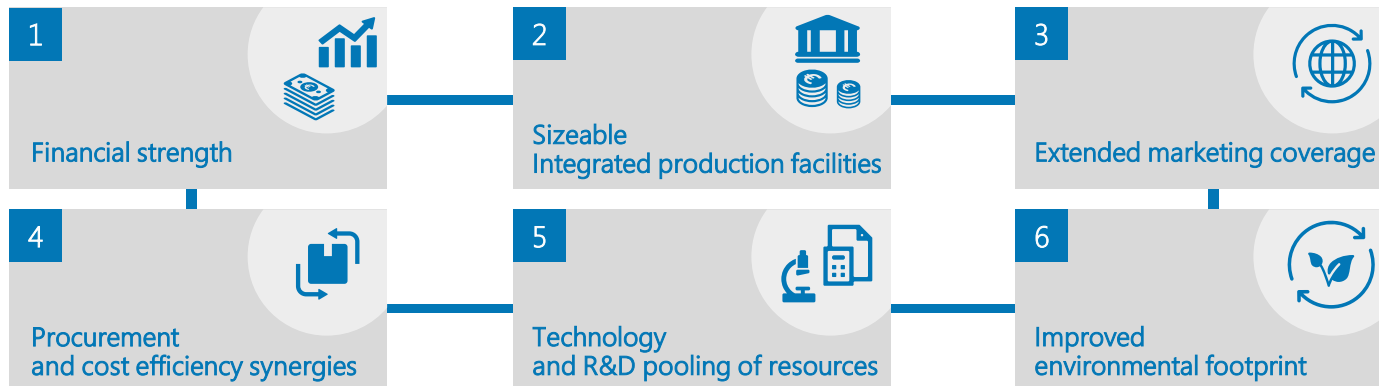 1
Financial strength
2
Sizeable
Integrated production facilities
3
Extended marketing coverage
4
Procurement
and cost efficiency synergies
5
Technology
and R&D pooling of resources
6
Improved
environmental footprint